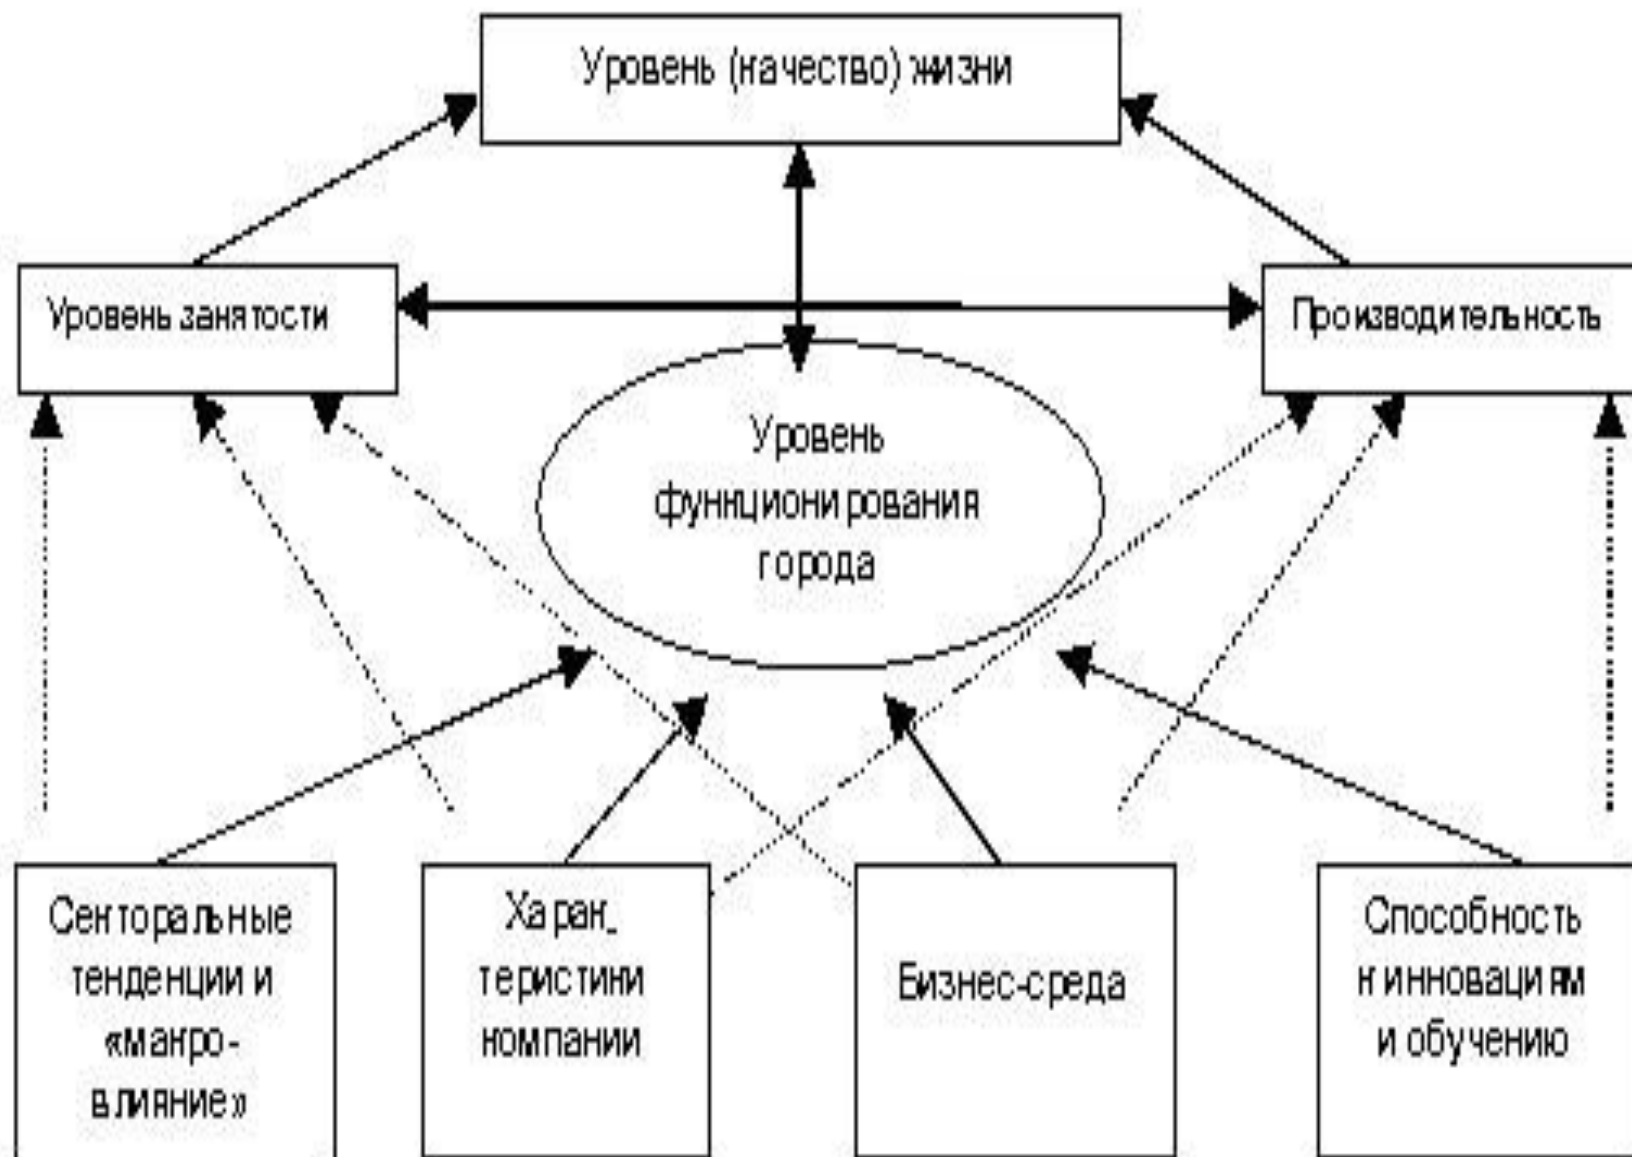 Уровень (качество) жизни
Уровень занятости
Производительность
Уровень
функционирования
города
Секторальные
тенденции и
«макро-
влияние»
Харак_
теристики
компании
Бизнес-среда
Способность
к инновациям
и обучению